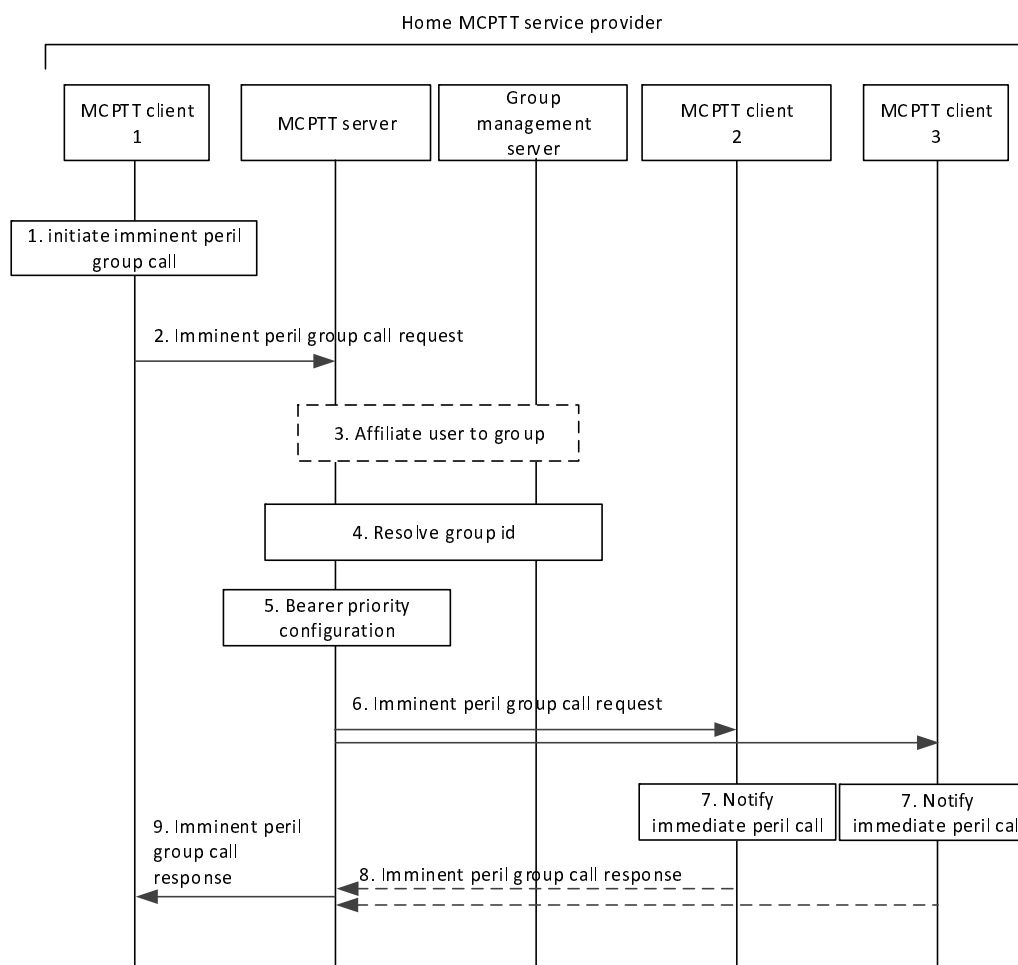 Home MCPTT service provider
MCPTT client
1
MCPTT server
Group
management
server
MCPTT client
2
MCPTT client
3
1. initiate imminent peril
group call
2. Imminent peril group call request
3. Affiliate user to group
4. Resolve group id
5. Bearer priority
configuration
6. Imminent peril group call request
7. Notify
immediate peril call
7. Notify
immediate peril cal
9. Imminent peril
group call
response
8. Imminent peril group call response